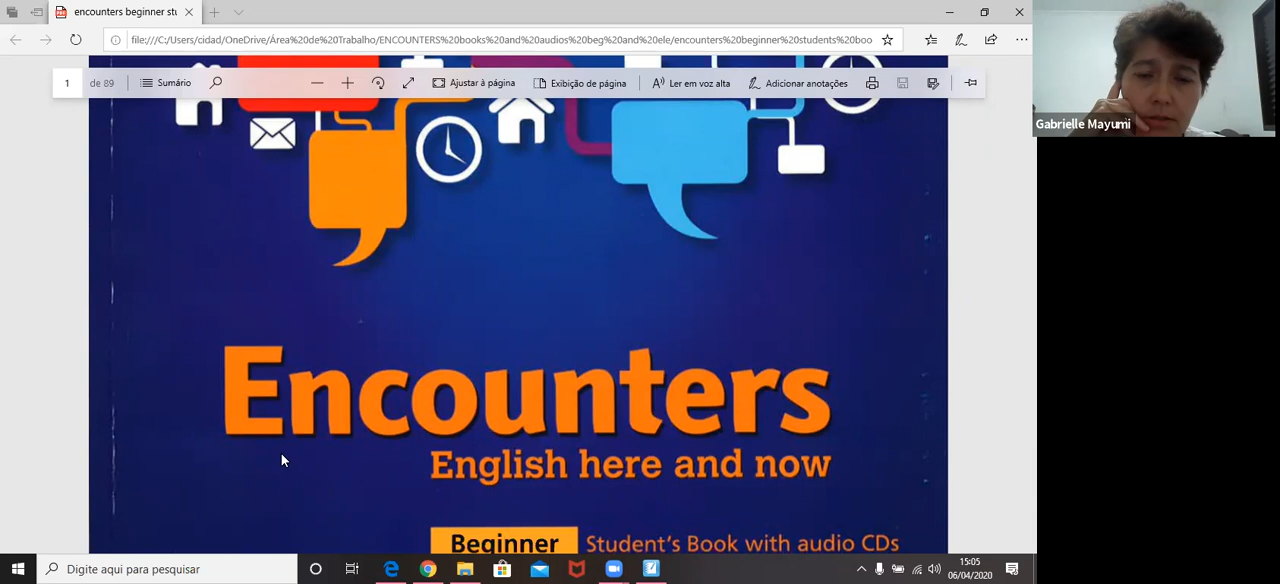 encounters beginner stu
file:///C:/Users/cidad/OneDrive/Área%20de%20Trabalho/ENCOUNTERS%20books%20and%20audios%20beg%20and%20ele/encounters%20beginner%20students%20boo
1 de 89 Sumário Ajustar à página Exibição de página Ler em voz alta Adicionar anotações
Gabrielle Mayumi
Encounters
English here and now
Beginner Student's Book with audio CDs
Digite aqui para pesquisar
15:05
06/04/2020